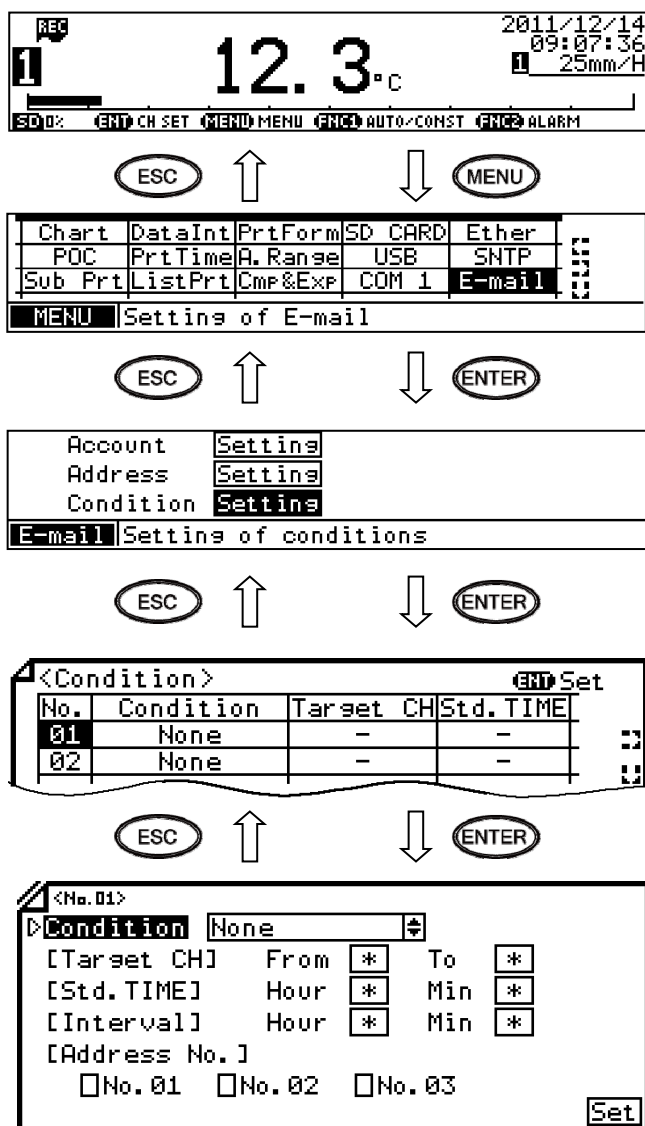 REC
2011/12/14
09:07:36
1 12.3°C 1 25mm/H
SD 0% ENT CH SET MENU MENU FNC1 AUTO/CONST FNC2 ALARM
ESC MENU
Chart DataInt PrtForm SD CARD Ether
POC PrtTime A.Range USB SNTP
Sub Prt ListPrt Cmp&Exp COM 1 E-mail
MENU Setting of E-mail
ESC ENTER
Account Setting
Address Setting
Condition Setting
E-mail Setting of conditions
ESC ENTER
<Condition> ENT Set
No. Condition Target CH Std.TIME
01 None - -
02 None - -
ESC ENTER
<No.01>
Condition None
[Target CH] From * To *
[Std.TIME] Hour * Min *
[Interval] Hour * Min *
[Address No.]
No.01 No.02 No.03
Set